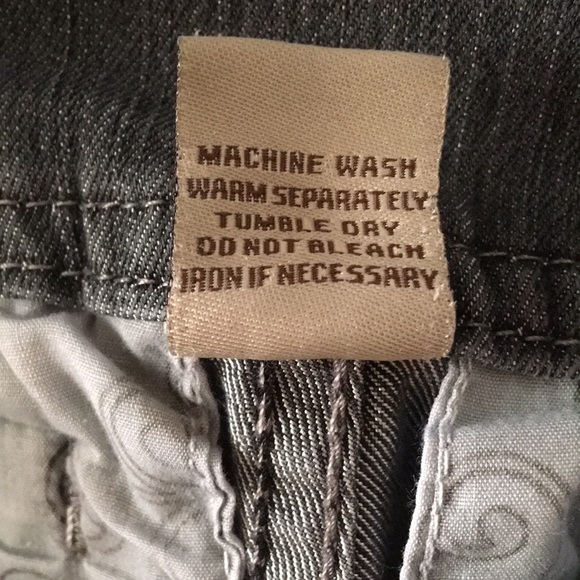 MACHINE WASH
WARM SEPARATELY
TUMBLE DRY
DO NOT BLEACH
IRON IF NECESSARY